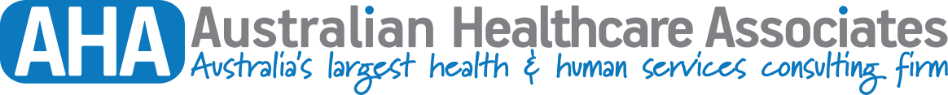 AHA Australian Healthcare Associates
Australia's largest health & human services consulting firm